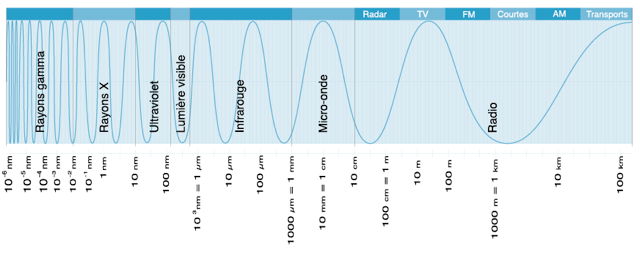 Radar
TV
FM
Courtes
AM
Transports
Rayons gamma
Rayons X
Ultraviolet
Lumière visible
Infrarouge
Micro-onde
Radio
10⁻⁶ nm
10⁻⁵ nm
10⁻⁴ nm
10⁻³ nm
10⁻² nm
10⁻¹ nm
1 nm
10 nm
100 nm
10³ nm = 1 µm
10 µm
100 µm
1000 µm = 1 mm
10 mm = 1 cm
10 cm
100 cm = 1 m
10 m
100 m
1000 m = 1 km
10 km
100 km